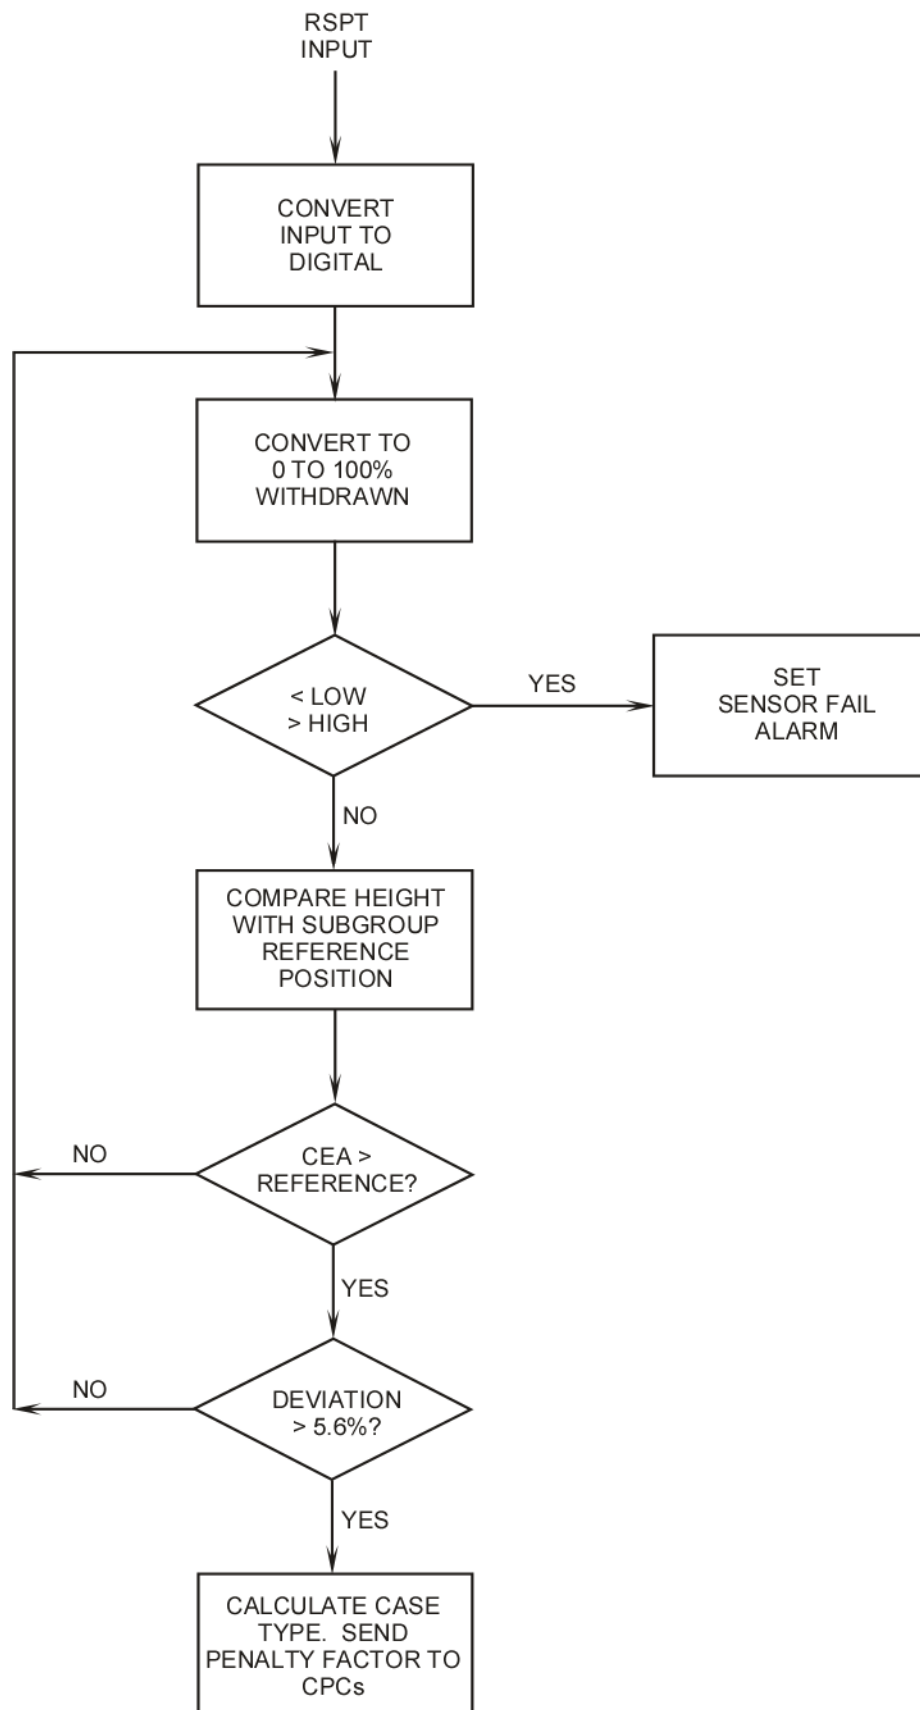 RSPT
INPUT
CONVERT
INPUT TO
DIGITAL
CONVERT TO
0 TO 100%
WITHDRAWN
< LOW
> HIGH
YES
SET
SENSOR FAIL
ALARM
NO
COMPARE HEIGHT
WITH SUBGROUP
REFERENCE
POSITION
NO
CEA >
REFERENCE?
YES
NO
DEVIATION
> 5.6%?
YES
CALCULATE CASE
TYPE. SEND
PENALTY FACTOR TO
CPCs